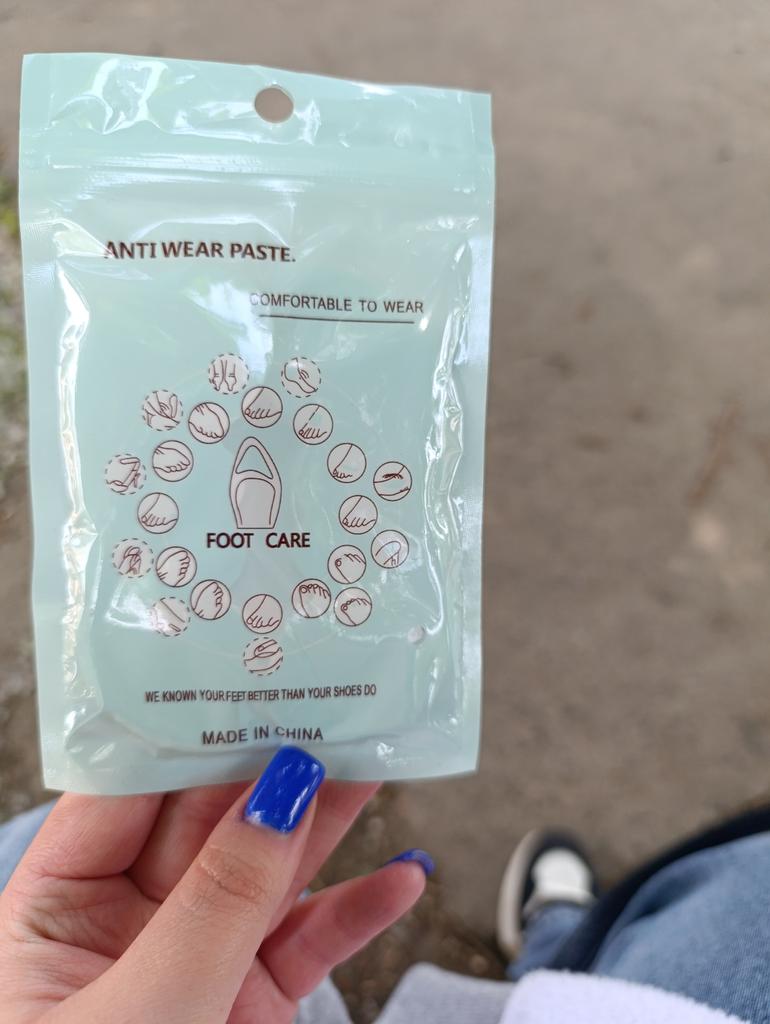 ANTI WEAR PASTE.
COMFORTABLE TO WEAR
FOOT CARE
WE KNOWN YOUR FEET BETTER THAN YOUR SHOES DO
MADE IN CHINA